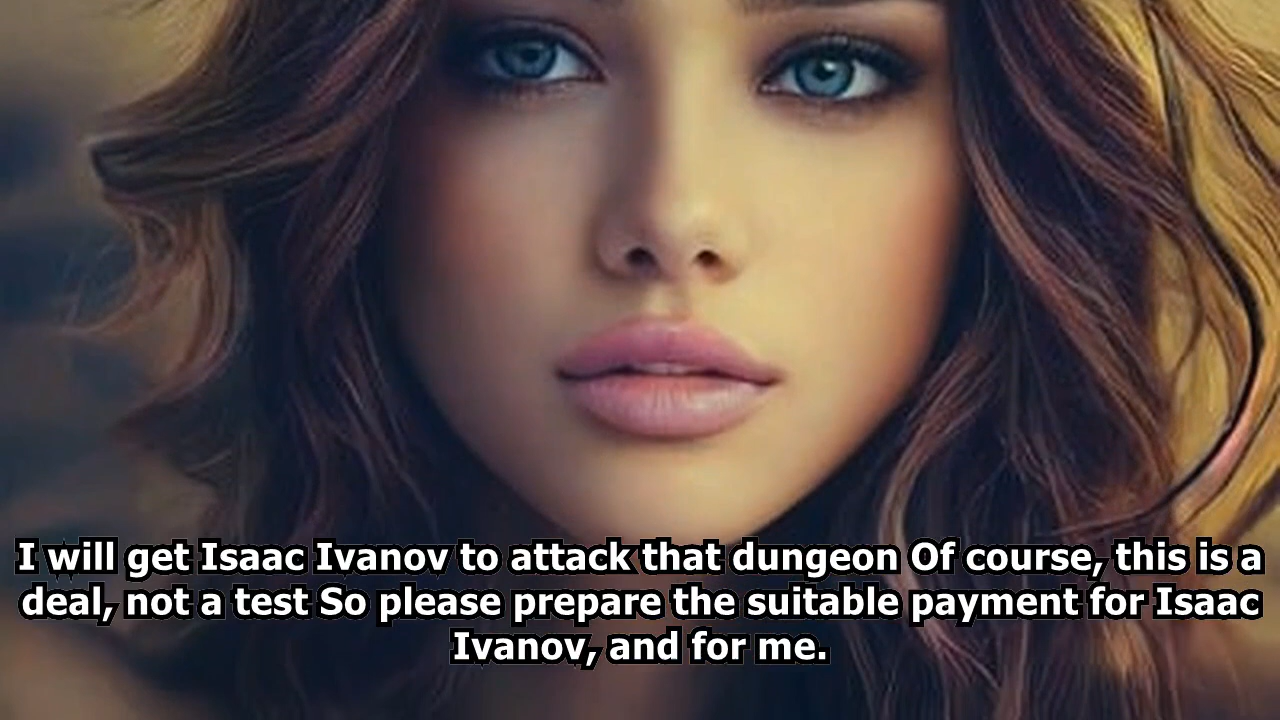 I will get Isaac Ivanov to attack that dungeon Of course, this is a
deal, not a test So please prepare the suitable payment for Isaac
Ivanov, and for me.